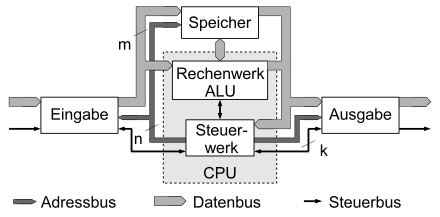 Speicher
m
Rechenwerk
ALU
Eingabe
Ausgabe
n
Steuer-
werk
k
CPU
Adressbus
Datenbus
Steuerbus